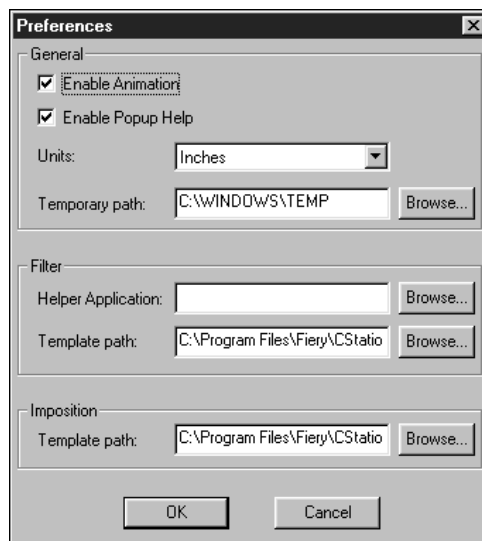 Preferences
General
Enable Animation
Enable Popup Help
Units: Inches
Temporary path: C:\WINDOWS\TEMP Browse...
Filter
Helper Application: Browse...
Template path: C:\Program Files\Fiery\CStatio Browse...
Imposition
Template path: C:\Program Files\Fiery\CStatio Browse...
OK Cancel